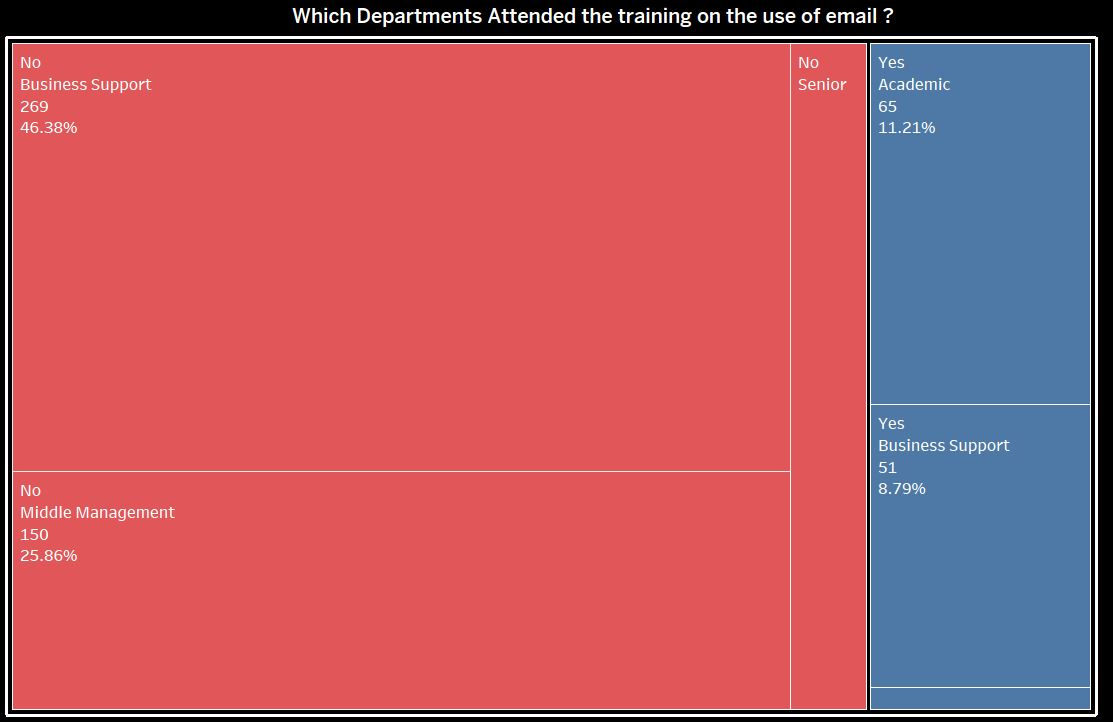 Which Departments Attended the training on the use of email ?
No
Business Support
269
46.38%
No
Middle Management
150
25.86%
No
Senior
Yes
Academic
65
11.21%
Yes
Business Support
51
8.79%